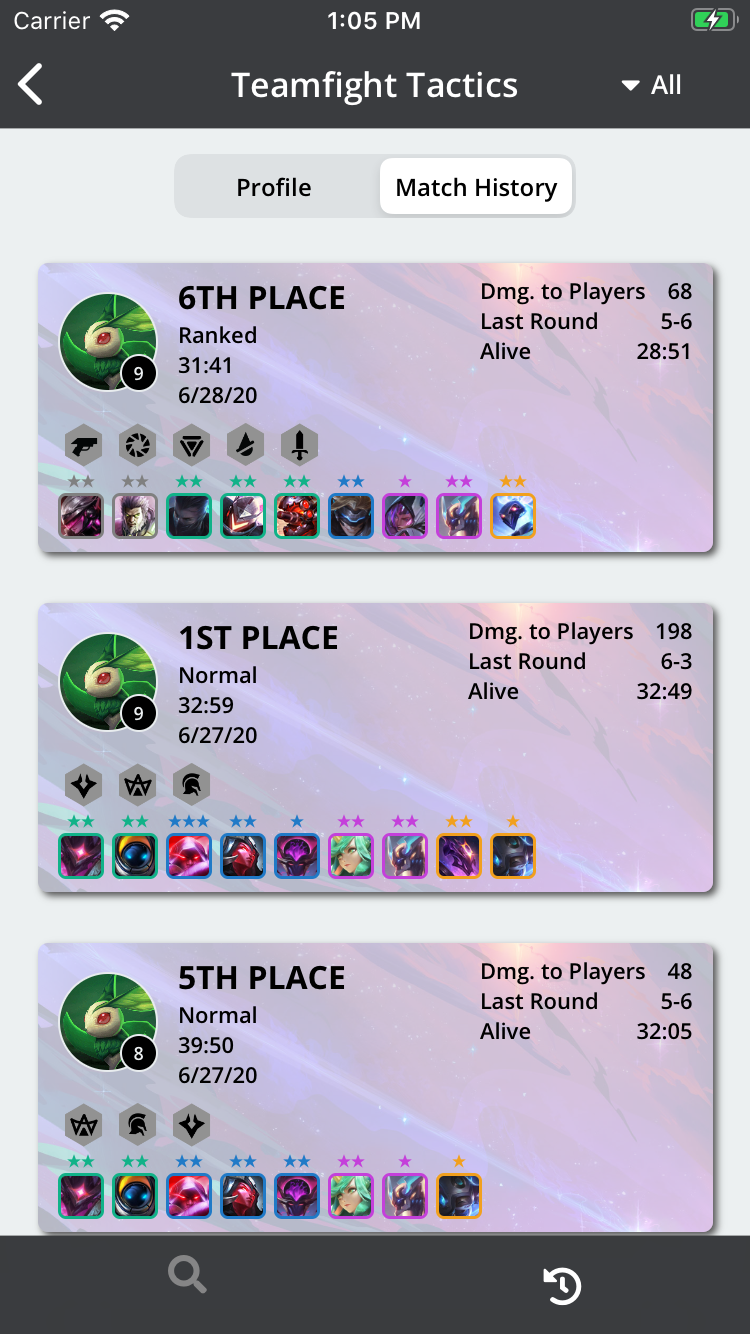 Carrier 1:05 PM
Teamfight Tactics All
Profile Match History
6TH PLACE
Ranked
31:41
6/28/20
9
Dmg. to Players 68
Last Round 5-6
Alive 28:51
1ST PLACE
Normal
32:59
6/27/20
9
Dmg. to Players 198
Last Round 6-3
Alive 32:49
5TH PLACE
Normal
39:50
6/27/20
8
Dmg. to Players 48
Last Round 5-6
Alive 32:05